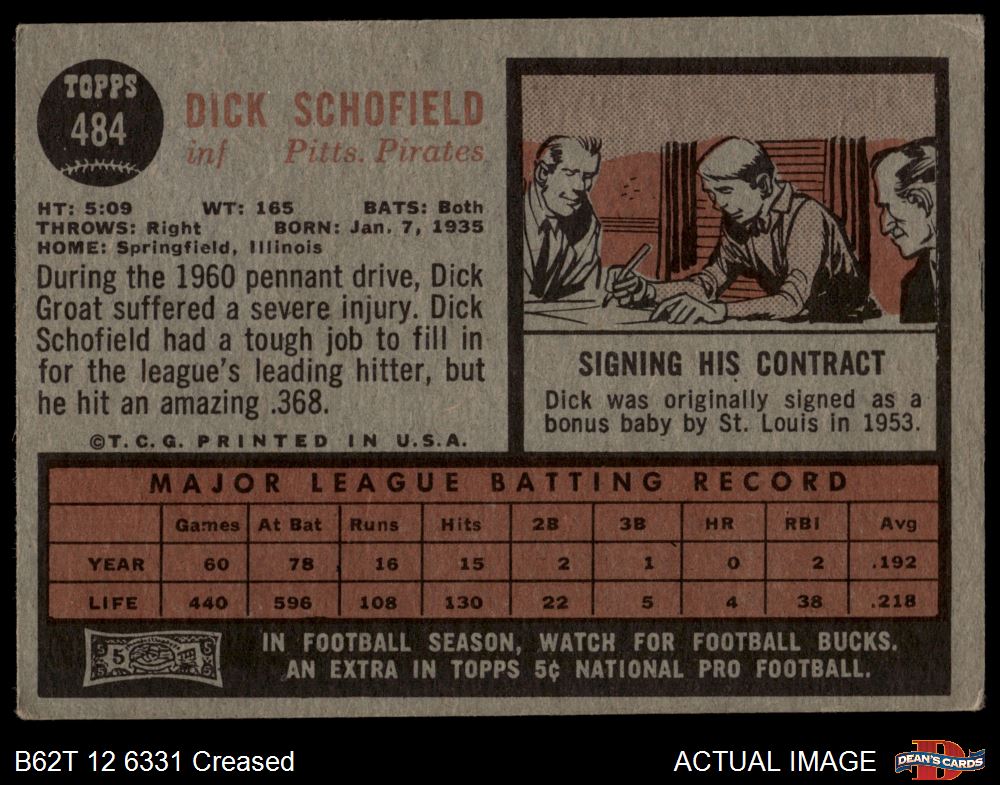 TOPPS
484
DICK SCHOFIELD
inf Pitts. Pirates
HT: 5:09 WT: 165 BATS: Both
THROWS: Right BORN: Jan. 7, 1935
HOME: Springfield, Illinois
During the 1960 pennant drive, Dick
Groat suffered a severe injury. Dick
Schofield had a tough job to fill in
for the league's leading hitter, but
he hit an amazing .368.
©T.C.G. PRINTED IN U.S.A.
SIGNING HIS CONTRACT
Dick was originally signed as a
bonus baby by St. Louis in 1953.
MAJOR LEAGUE BATTING RECORD
Games At Bat Runs Hits 2B 3B HR RBI Avg
YEAR 60 78 16 15 2 1 0 2 .192
LIFE 440 596 108 130 22 5 4 38 .218
5
IN FOOTBALL SEASON, WATCH FOR FOOTBALL BUCKS.
AN EXTRA IN TOPPS 5¢ NATIONAL PRO FOOTBALL.
B62T 12 6331 Creased
ACTUAL IMAGE
D
DEAN'S CARDS